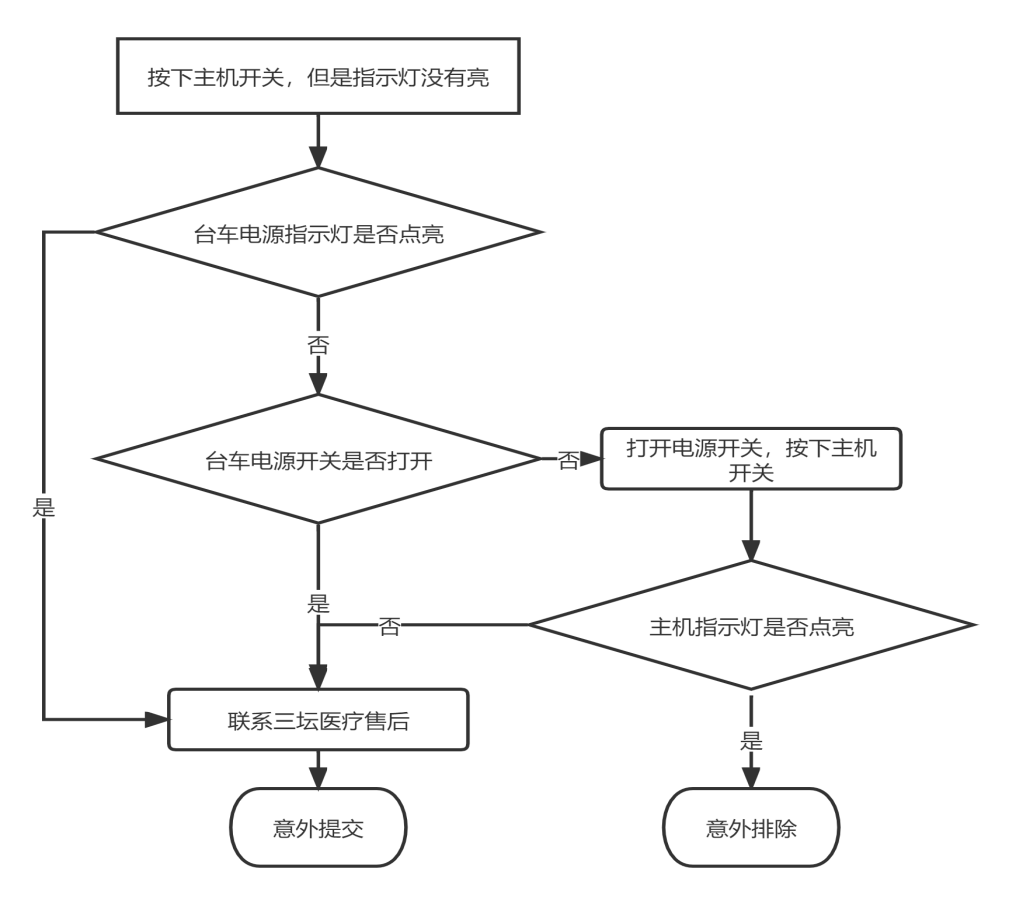 按下主机开关，但是指示灯没有亮
台车电源指示灯是否点亮
否
台车电源开关是否打开
否
打开电源开关，按下主机
开关
是
是
否
主机指示灯是否点亮
联系三坛医疗售后
是
意外提交
意外排除